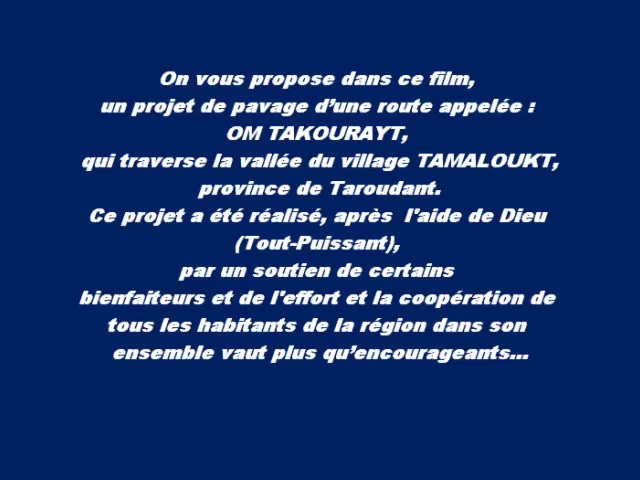 On vous propose dans ce film,
un projet de pavage d’une route appelée :
OM TAKOURAYT,
qui traverse la vallée du village TAMALOUKT,
province de Taroudant.
Ce projet a été réalisé, après l'aide de Dieu
(Tout-Puissant),
par un soutien de certains
bienfaiteurs et de l'effort et la coopération de
tous les habitants de la région dans son
ensemble vaut plus qu’encourageants...